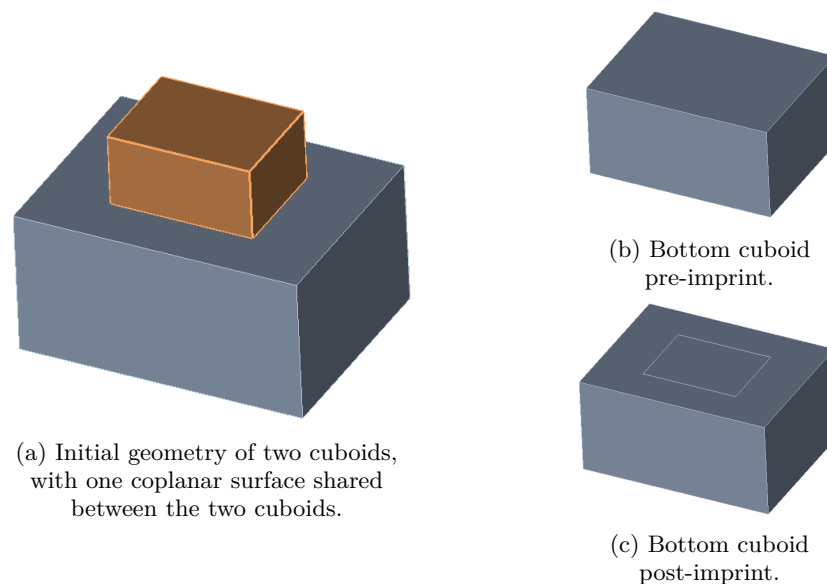 (a) Initial geometry of two cuboids,
with one coplanar surface shared
between the two cuboids.
(b) Bottom cuboid
pre-imprint.
(c) Bottom cuboid
post-imprint.